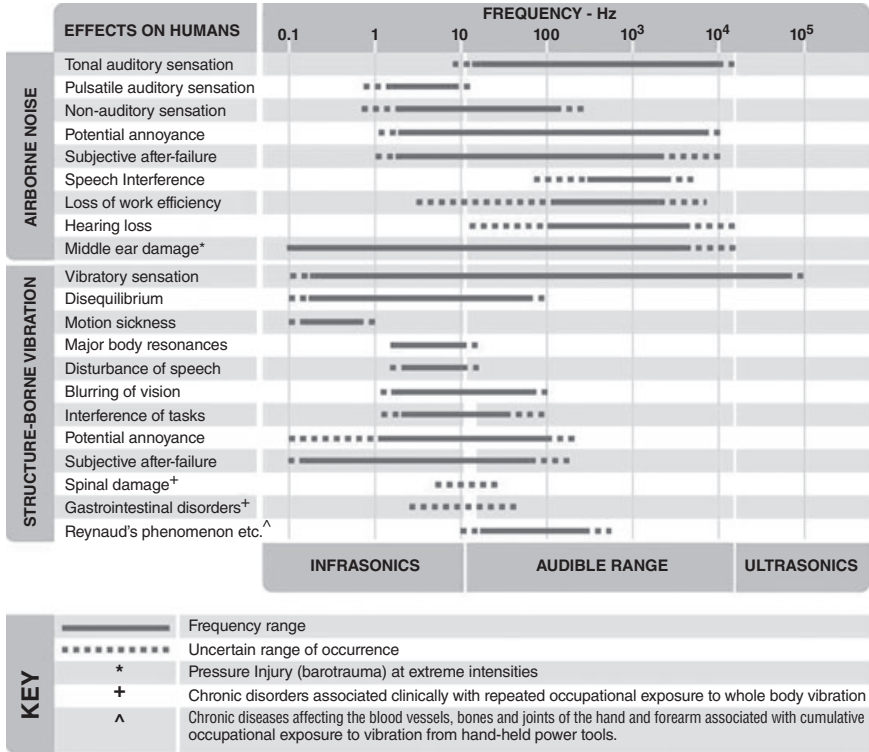 FREQUENCY - Hz
EFFECTS ON HUMANS
0.1 1 10 100 10³ 10⁴ 10⁵
AIRBORNE NOISE
Tonal auditory sensation
Pulsatile auditory sensation
Non-auditory sensation
Potential annoyance
Subjective after-failure
Speech Interference
Loss of work efficiency
Hearing loss
Middle ear damage*
STRUCTURE-BORNE VIBRATION
Vibratory sensation
Disequilibrium
Motion sickness
Major body resonances
Disturbance of speech
Blurring of vision
Interference of tasks
Potential annoyance
Subjective after-failure
Spinal damage+
Gastrointestinal disorders+
Reynaud's phenomenon etc.^
INFRASONICS AUDIBLE RANGE ULTRASONICS
KEY
Frequency range
Uncertain range of occurrence
* Pressure Injury (barotrauma) at extreme intensities
+ Chronic disorders associated clinically with repeated occupational exposure to whole body vibration
^ Chronic diseases affecting the blood vessels, bones and joints of the hand and forearm associated with cumulative
occupational exposure to vibration from hand-held power tools.